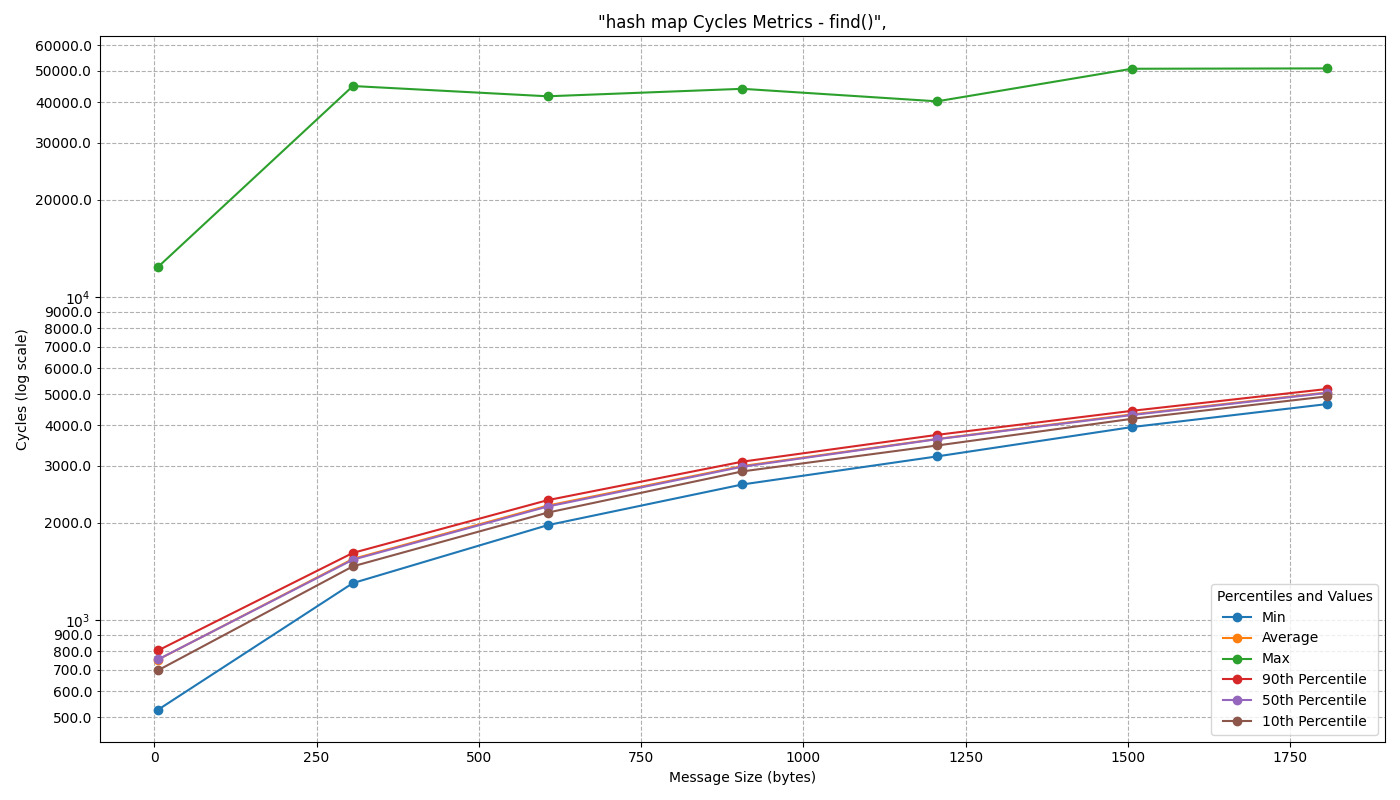 "hash map Cycles Metrics - find()",
60000.0
50000.0
40000.0
30000.0
20000.0
10^4
9000.0
8000.0
7000.0
6000.0
5000.0
4000.0
3000.0
2000.0
10^3
900.0
800.0
700.0
600.0
500.0
Cycles (log scale)
0 250 500 750 1000 1250 1500 1750
Message Size (bytes)
Percentiles and Values
Min
Average
Max
90th Percentile
50th Percentile
10th Percentile